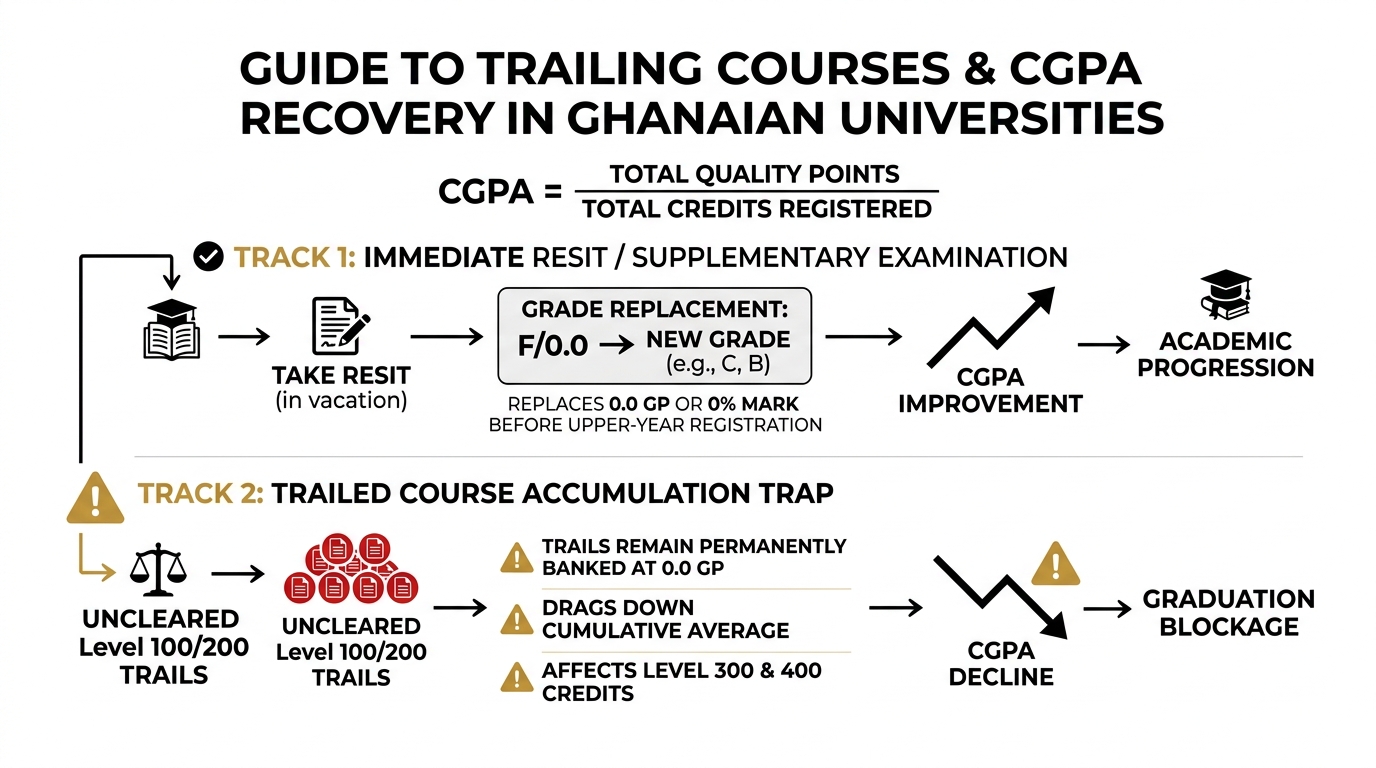 GUIDE TO TRAILING COURSES & CGPA
RECOVERY IN GHANAIAN UNIVERSITIES
CGPA = TOTAL QUALITY POINTS
TOTAL CREDITS REGISTERED
TRACK 1: IMMEDIATE RESIT / SUPPLEMENTARY EXAMINATION
TAKE RESIT
(in vacation)
GRADE REPLACEMENT:
F/0.0 → NEW GRADE
(e.g., C, B)
REPLACES 0.0 GP OR 0% MARK
BEFORE UPPER-YEAR REGISTRATION
CGPA
IMPROVEMENT
ACADEMIC
PROGRESSION
TRACK 2: TRAILED COURSE ACCUMULATION TRAP
UNCLEARED
Level 100/200
TRAILS
UNCLEARED
Level 100/200
TRAILS
TRAILS REMAIN PERMANENTLY
BANKED AT 0.0 GP
DRAGS DOWN
CUMULATIVE AVERAGE
AFFECTS LEVEL 300 & 400
CREDITS
CGPA
DECLINE
GRADUATION
BLOCKAGE